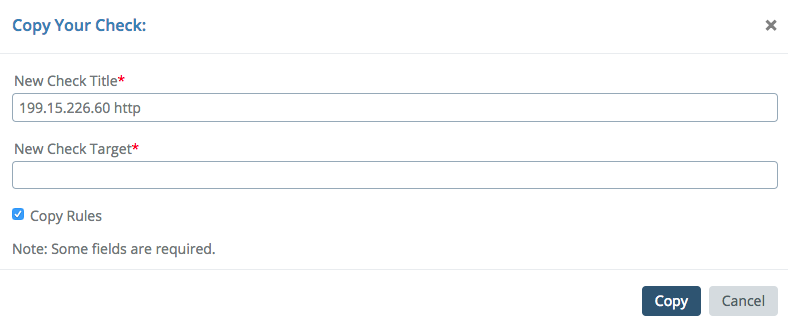 Copy Your Check:
×
New Check Title*
199.15.226.60 http
New Check Target*
Copy Rules
Note: Some fields are required.
Copy Cancel